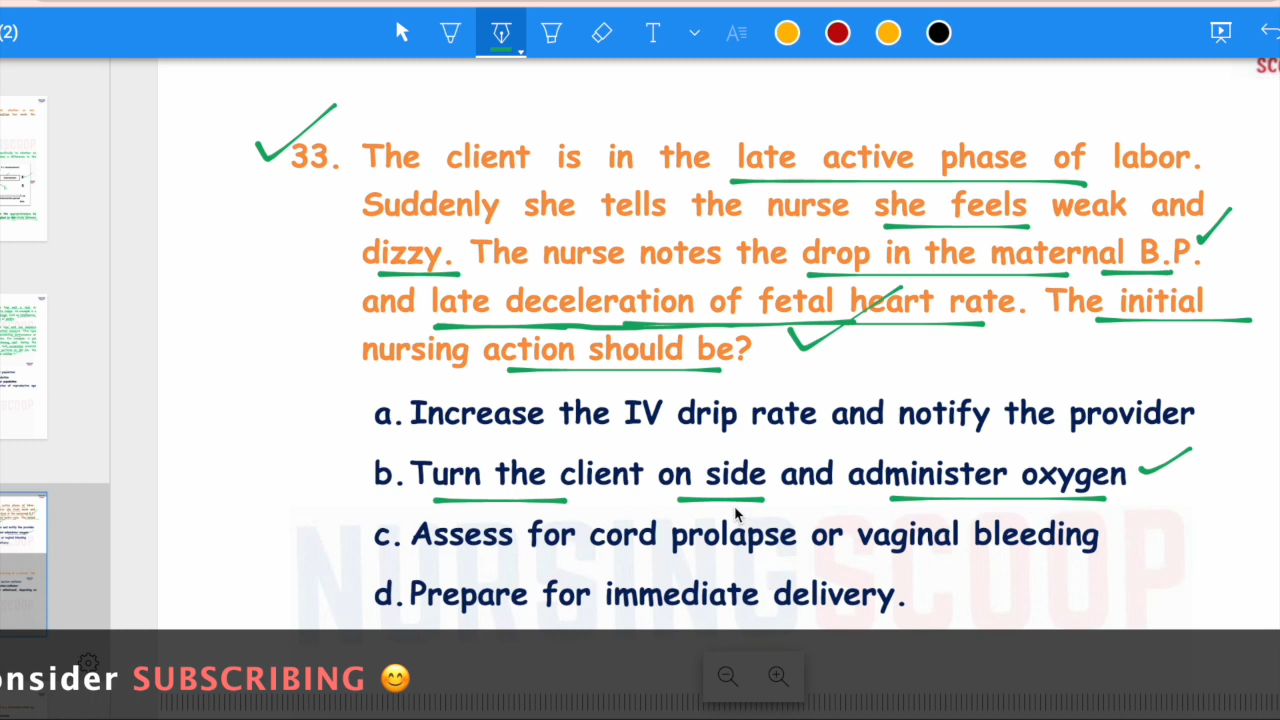 (2)
T
SC
33. The client is in the late active phase of labor.
Suddenly she tells the nurse she feels weak and
dizzy. The nurse notes the drop in the maternal B.P.
and late deceleration of fetal heart rate. The initial
nursing action should be?
a. Increase the IV drip rate and notify the provider
b. Turn the client on side and administer oxygen
c. Assess for cord prolapse or vaginal bleeding
d. Prepare for immediate delivery.
NURSINGSCOOP
onsider SUBSCRIBING 😊